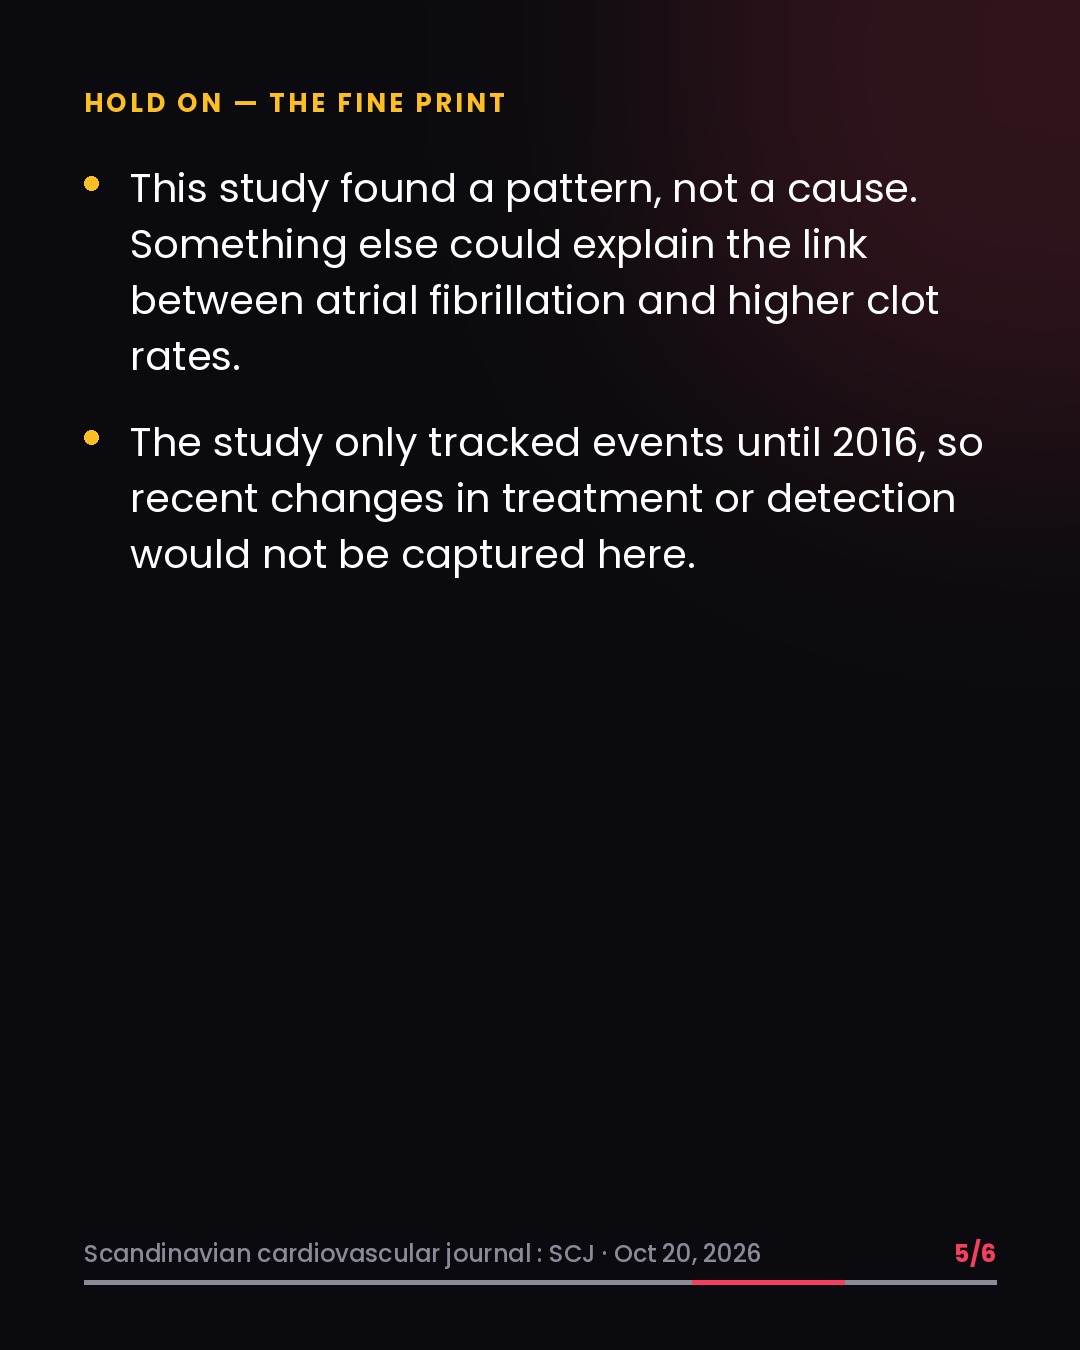 HOLD ON — THE FINE PRINT
This study found a pattern, not a cause.
Something else could explain the link
between atrial fibrillation and higher clot
rates.
The study only tracked events until 2016, so
recent changes in treatment or detection
would not be captured here.
Scandinavian cardiovascular journal : SCJ · Oct 20, 2026
5/6